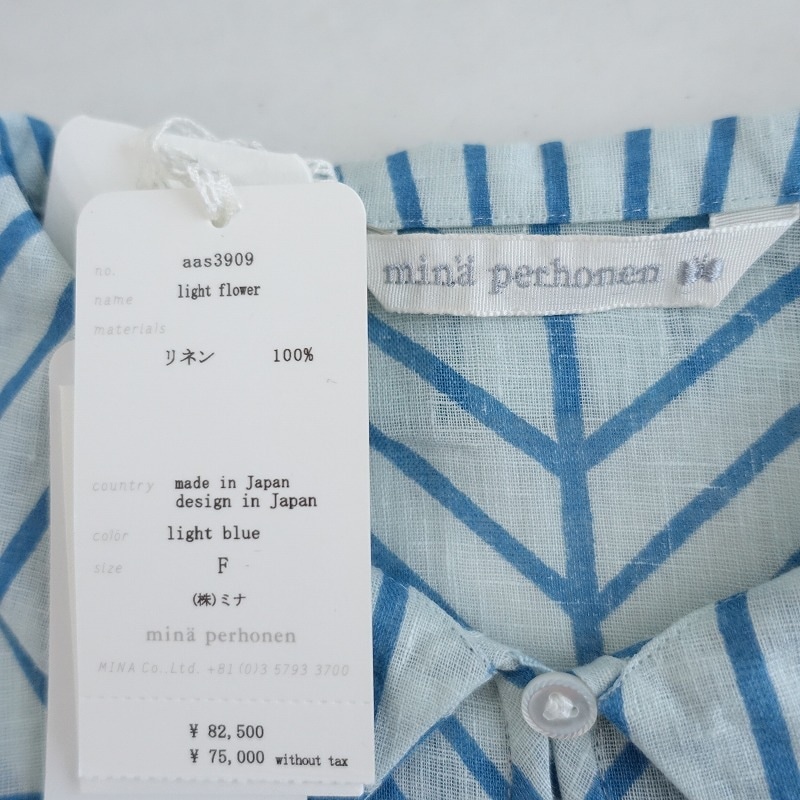 no. aas3909
name light flower
materials
リネン 100%
country made in Japan
design in Japan
color light blue
size F
(株)ミナ
minä perhonen
MINA Co.,Ltd. +81(0)3 5793 3700
¥ 82,500
¥ 75,000 without tax
minä perhonen